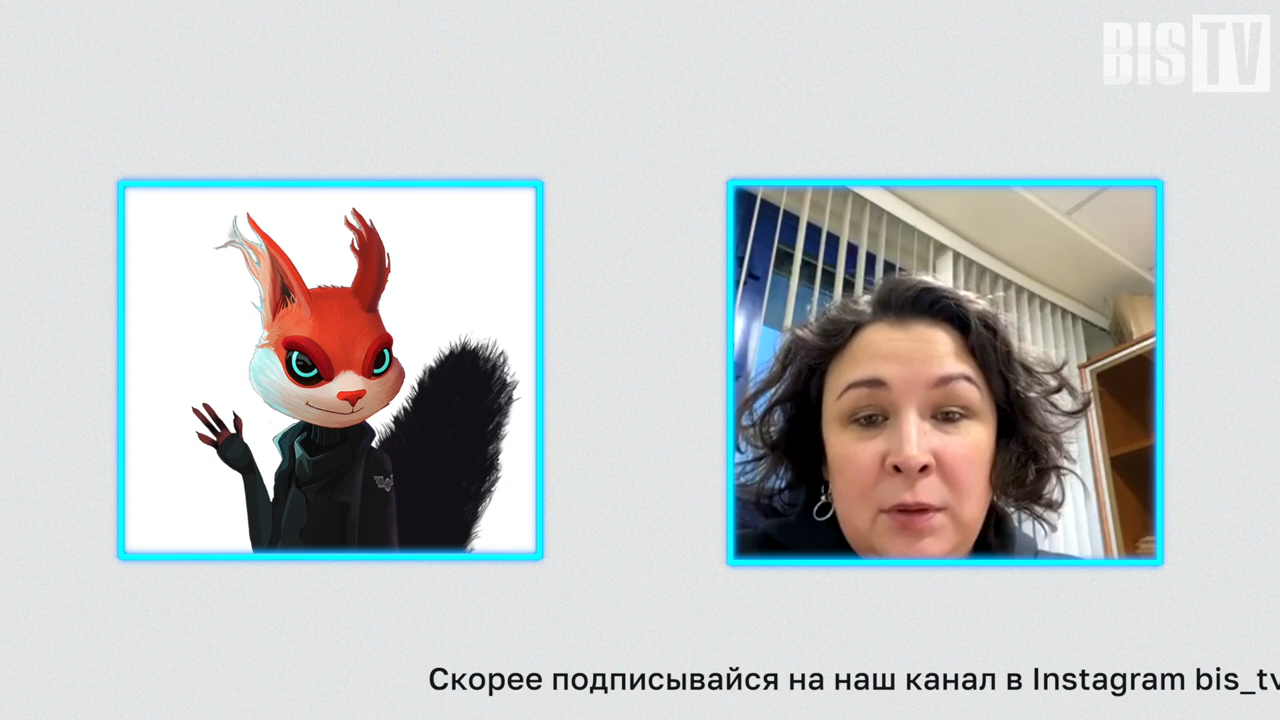 BIS TV
Скорее подписывайся на наш канал в Instagram bis_tv